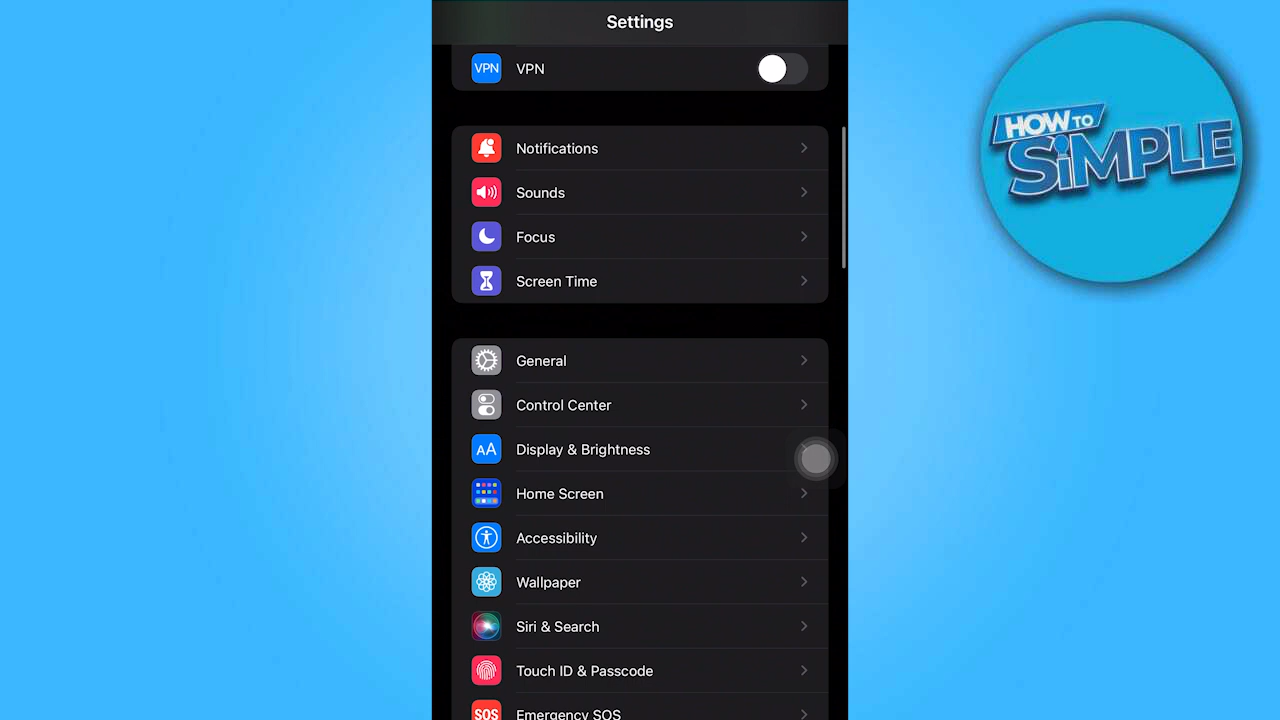 Settings
HOW TO
SiMPLE
VPN VPN
Notifications
Sounds
Focus
Screen Time
General
Control Center
AA Display & Brightness
Home Screen
Accessibility
Wallpaper
Siri & Search
Touch ID & Passcode
SOS Emergency SOS